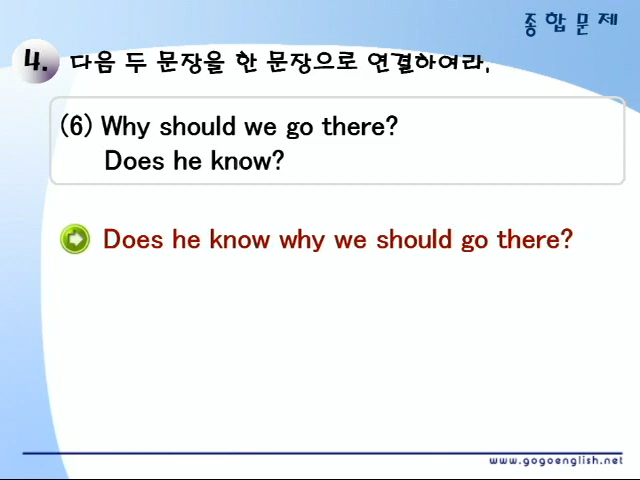 종합문제
4. 다음 두 문장을 한 문장으로 연결하여라.
(6) Why should we go there?
Does he know?
Does he know why we should go there?
www.gogoenglish.net